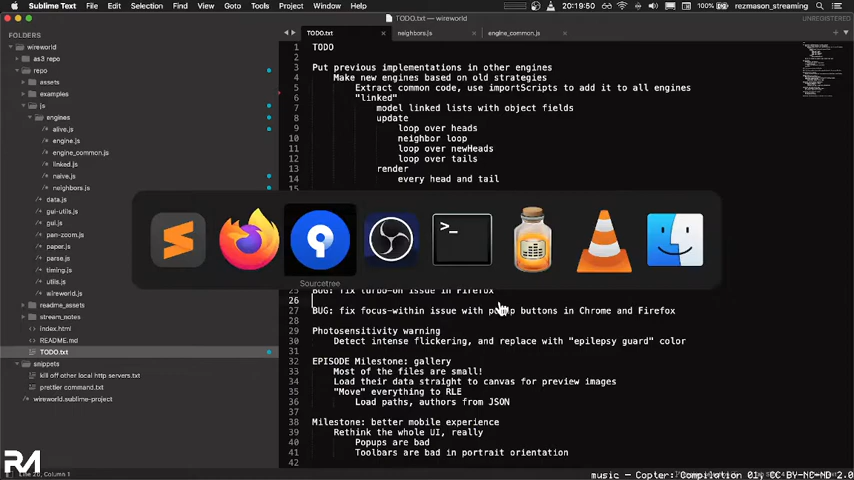 Sublime Text File Edit Selection Find View Goto Tools Project Window Help
100% 20:19:50 rezmason_streaming
TODO.txt — wireworld
UNREGISTERED
FOLDERS
wireworld
as3 repo
repo
assets
examples
js
engines
alive.js
engine.js
engine_common.js
linked.js
naive.js
neighbors.js
data.js
gui-utils.js
gui.js
pan-zoom.js
paper.js
parse.js
timing.js
utils.js
wireworld.js
readme_assets
stream_notes
index.html
README.md
TODO.txt
snippets
kill off other local http servers.txt
prettier command.txt
wireworld.sublime-project
TODO.txt
neighbors.js
engine_common.js
1 TODO
2
3 Put previous implementations in other engines
4 Make new engines based on old strategies
5 Extract common code, use importScripts to add it to all engines
6 "linked"
7 model linked lists with object fields
8 update
9 loop over heads
10 neighbor loop
11 loop over newHeads
12 loop over tails
13 render
14 every head and tail
15
Sourcetree
25 BUG: fix turbo-on issue in Firefox
26
27 BUG: fix focus-within issue with popup buttons in Chrome and Firefox
28
29 Photosensitivity warning
30 Detect intense flickering, and replace with "epilepsy guard" color
31
32 EPISODE Milestone: gallery
33 Most of the files are small!
34 Load their data straight to canvas for preview images
35 "Move" everything to RLE
36 Load paths, authors from JSON
37
38 Milestone: better mobile experience
39 Rethink the whole UI, really
40 Popups are bad
41 Toolbars are bad in portrait orientation
42
RM
Column 1
music — Copter: Compilation 01, CC BY-NC-ND 2.0